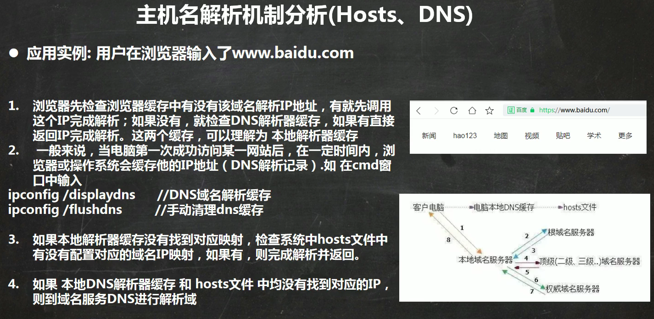 主机名解析机制分析(Hosts、DNS)
● 应用实例: 用户在浏览器输入了www.baidu.com
1. 浏览器先检查浏览器缓存中有没有该域名解析IP地址，有就先调用
这个IP完成解析；如果没有，就检查DNS解析器缓存，如果有直接
返回IP完成解析。这两个缓存，可以理解为 本地解析器缓存
2. 一般来说，当电脑第一次成功访问某一网站后，在一定时间内，浏
览器或操作系统会缓存他的IP地址（DNS解析记录）.如 在cmd窗
口中输入
ipconfig /displaydns //DNS域名解析缓存
ipconfig /flushdns //手动清理dns缓存
3. 如果本地解析器缓存没有找到对应映射，检查系统中hosts文件中
有没有配置对应的域名IP映射，如果有，则完成解析并返回。
4. 如果 本地DNS解析器缓存 和 hosts文件 中均没有找到对应的IP，
则到域名服务DNS进行解析域
百度 https://www.baidu.com/
新闻 hao123 地图 视频 贴吧 学术 更多
客户电脑 电脑本地DNS缓存 hosts文件
1
8
2
根域名服务器
3
本地域名服务器
4
顶级(二级, 三级..)域名服务器
5
6
权威域名服务器
7